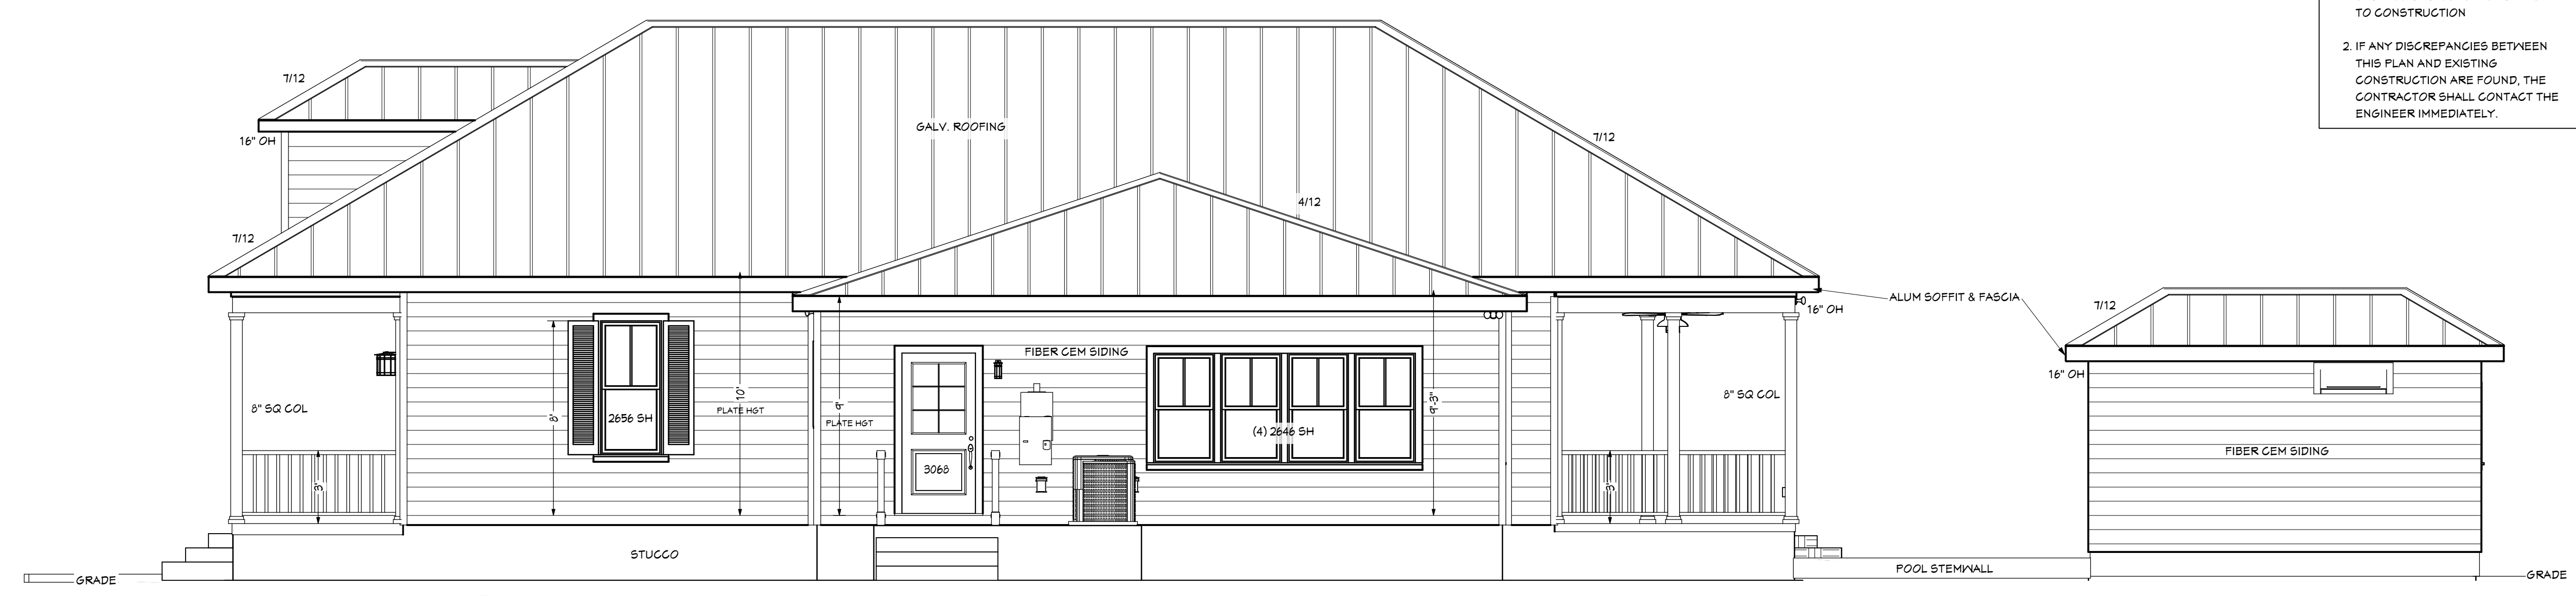 TO CONSTRUCTION
2. IF ANY DISCREPANCIES BETWEEN
THIS PLAN AND EXISTING
CONSTRUCTION ARE FOUND, THE
CONTRACTOR SHALL CONTACT THE
ENGINEER IMMEDIATELY.
7/12
16" OH
GALV. ROOFING
7/12
4/12
7/12
ALUM SOFFIT & FASCIA
16" OH
7/12
16" OH
FIBER CEM SIDING
8" SQ COL
8'
2656 SH
10'
PLATE HGT
9'
PLATE HGT
3068
(4) 2646 SH
9'-3"
8" SQ COL
FIBER CEM SIDING
3'
3'
STUCCO
POOL STEMWALL
GRADE
GRADE